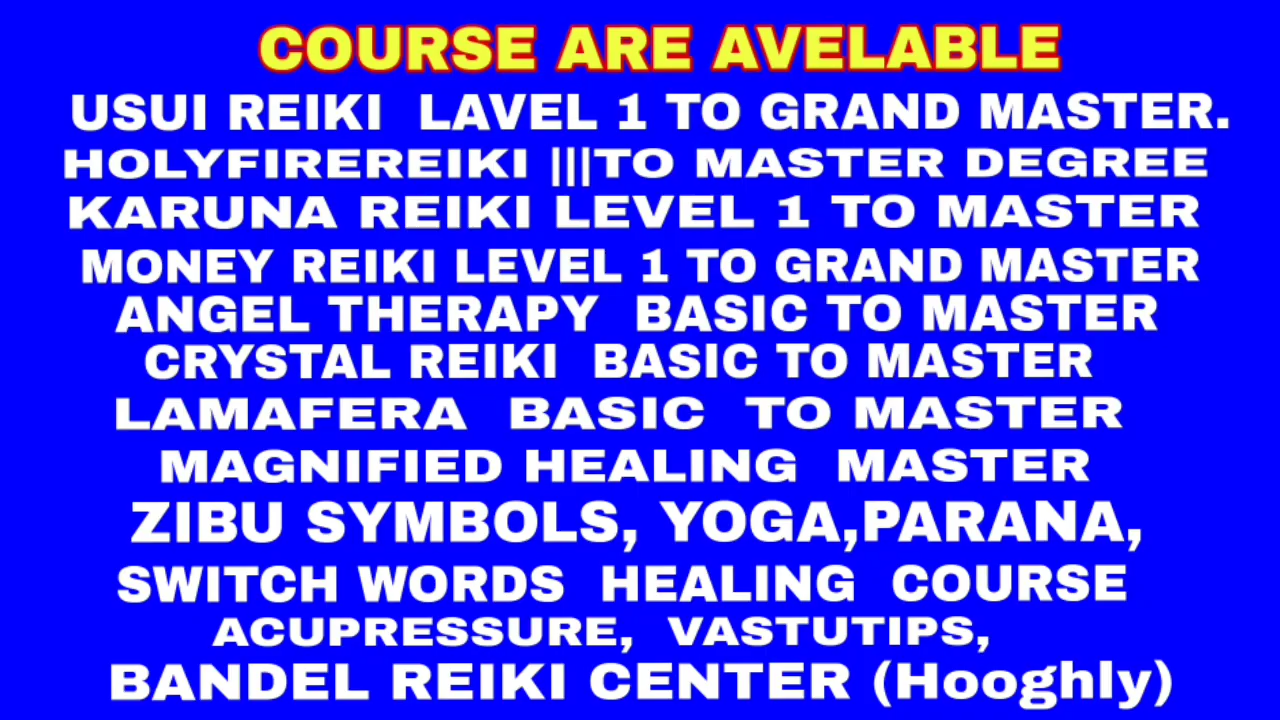 COURSE ARE AVELABLE
USUI REIKI LAVEL 1 TO GRAND MASTER.
HOLYFIREREIKI |||TO MASTER DEGREE
KARUNA REIKI LEVEL 1 TO MASTER
MONEY REIKI LEVEL 1 TO GRAND MASTER
ANGEL THERAPY BASIC TO MASTER
CRYSTAL REIKI BASIC TO MASTER
LAMAFERA BASIC TO MASTER
MAGNIFIED HEALING MASTER
ZIBU SYMBOLS, YOGA,PARANA,
SWITCH WORDS HEALING COURSE
ACUPRESSURE, VASTUTIPS,
BANDEL REIKI CENTER (Hooghly)